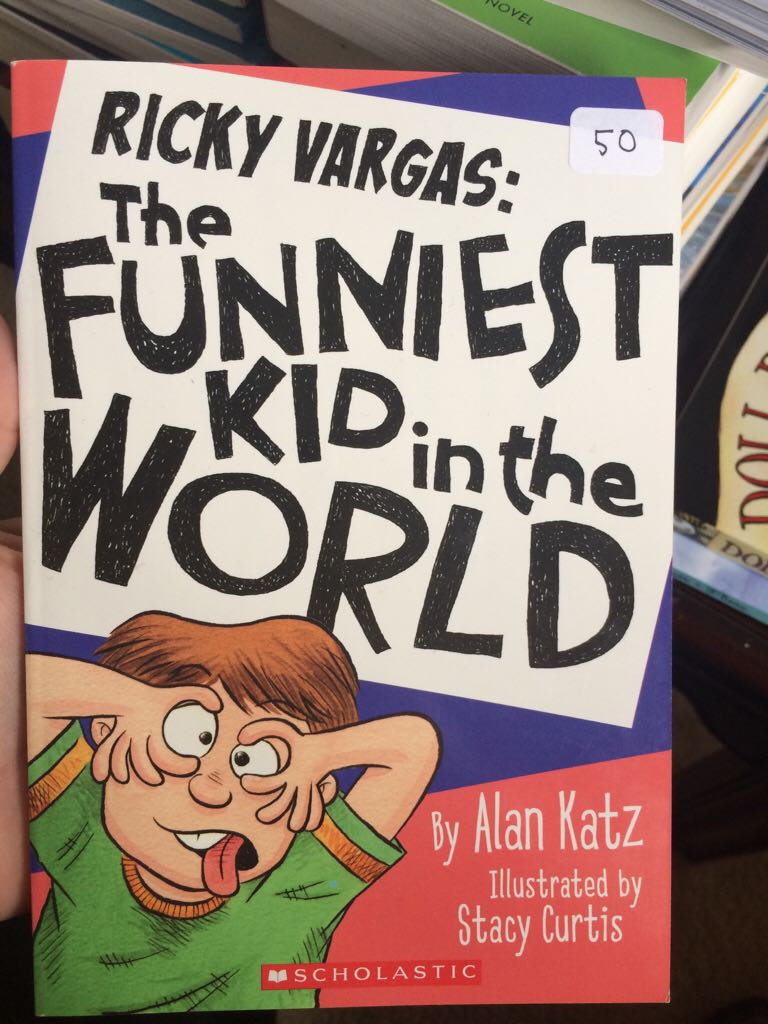 NOVEL
RICKY VARGAS:
50
The
FUNNIEST
KID in the
WORLD
By Alan Katz
Illustrated by
Stacy Curtis
SCHOLASTIC